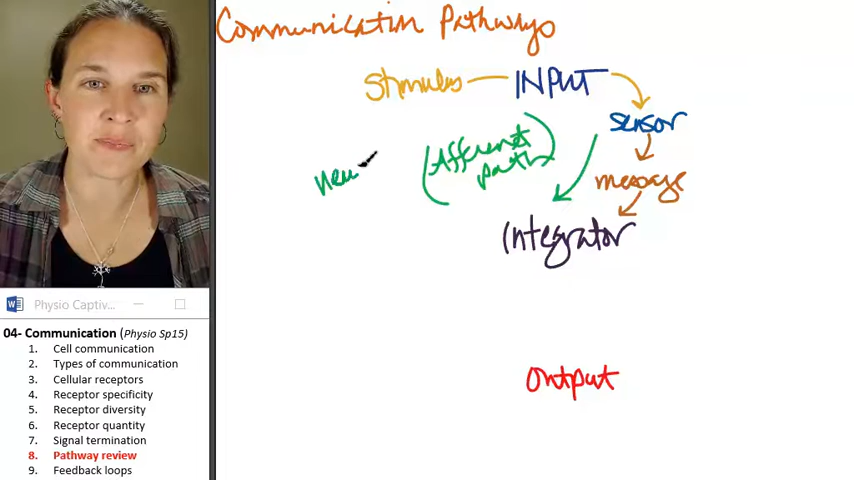 Communication Pathways
stimulus — INPUT
sensor
(Afferent
path)
neu
message
Integrator
output
Physio Captiv...
04- Communication (Physio Sp15)
1. Cell communication
2. Types of communication
3. Cellular receptors
4. Receptor specificity
5. Receptor diversity
6. Receptor quantity
7. Signal termination
8. Pathway review
9. Feedback loops